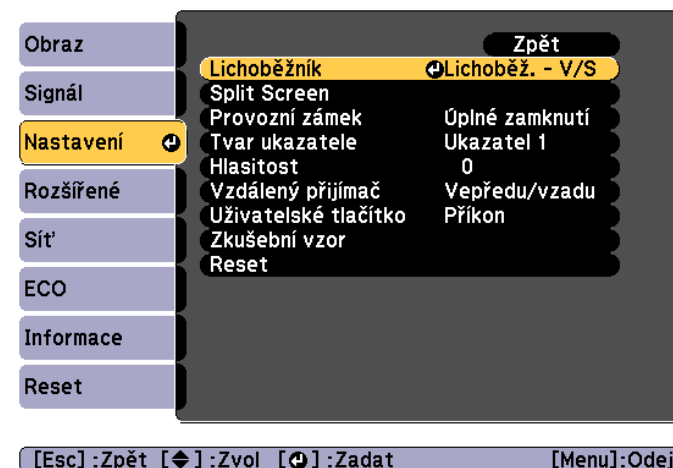 Obraz
Signál
Nastavení
Rozšířené
Síť
ECO
Informace
Reset
Zpět
Lichoběžník Lichoběž. - V/S
Split Screen
Provozní zámek Úplné zamknutí
Tvar ukazatele Ukazatel 1
Hlasitost 0
Vzdálený přijímač Vepředu/vzadu
Uživatelské tlačítko Příkon
Zkušební vzor
Reset
[Esc] :Zpět [◆] :Zvol [⏎] :Zadat [Menu]:Odej